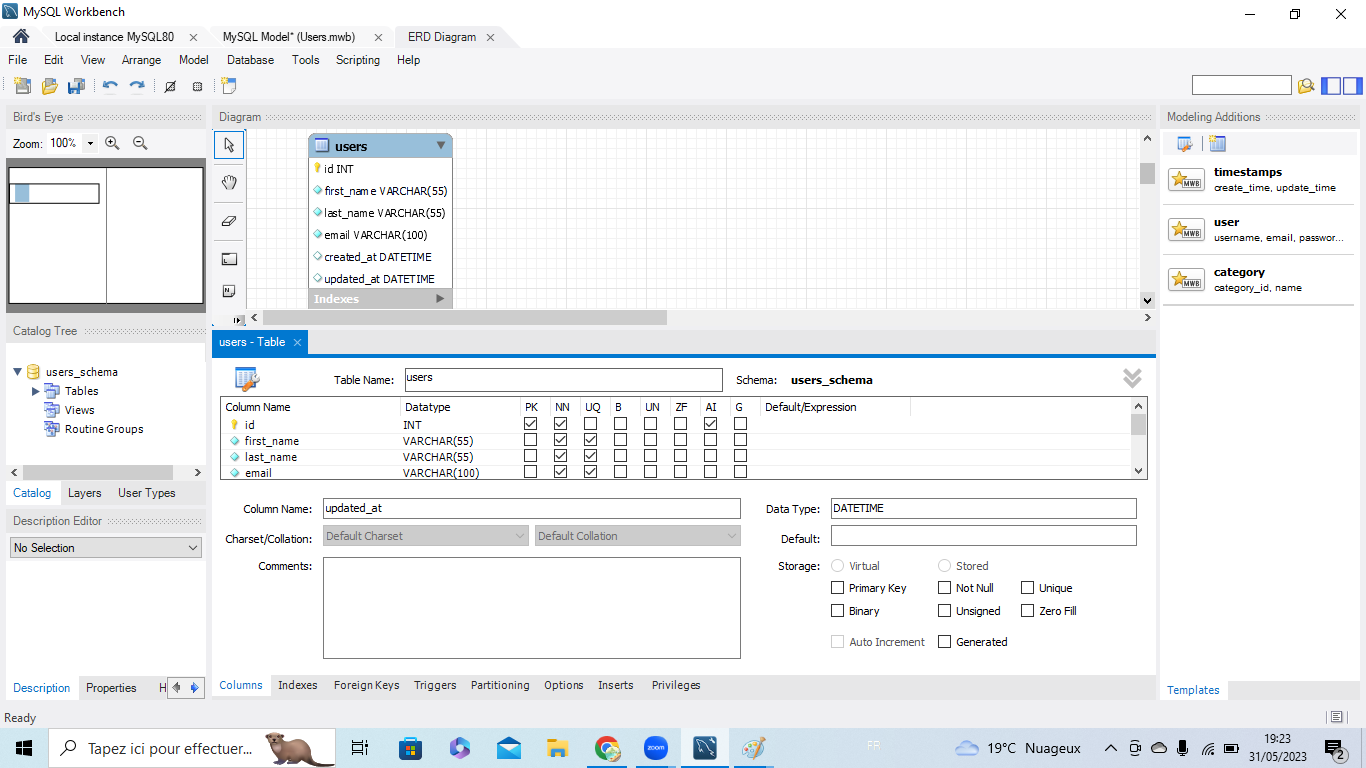 MySQL Workbench
Local instance MySQL80
MySQL Model* (Users.mwb)
ERD Diagram
File Edit View Arrange Model Database Tools Scripting Help
Bird's Eye
Zoom: 100%
Diagram
users
id INT
first_name VARCHAR(55)
last_name VARCHAR(55)
email VARCHAR(100)
created_at DATETIME
updated_at DATETIME
Indexes
Modeling Additions
MWB
timestamps
create_time, update_time
MWB
user
username, email, passwor...
MWB
category
category_id, name
Catalog Tree
users_schema
Tables
Views
Routine Groups
Catalog Layers User Types
Description Editor
No Selection
Description Properties H
users - Table
Table Name: users Schema: users_schema
Column Name Datatype PK NN UQ B UN ZF AI G Default/Expression
id INT
first_name VARCHAR(55)
last_name VARCHAR(55)
email VARCHAR(100)
Column Name: updated_at Data Type: DATETIME
Charset/Collation: Default Charset Default Collation Default:
Comments: Storage: Virtual Stored
Primary Key Not Null Unique
Binary Unsigned Zero Fill
Auto Increment Generated
Columns Indexes Foreign Keys Triggers Partitioning Options Inserts Privileges
Templates
Ready
Tapez ici pour effectuer...
zoom
FR
19°C Nuageux
19:23
31/05/2023
2